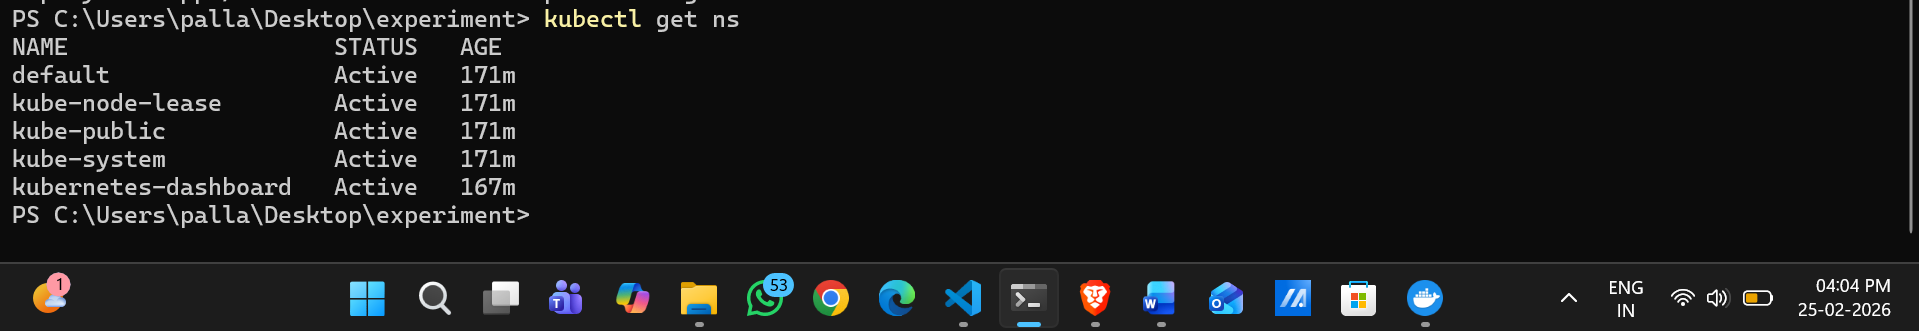 PS C:\Users\palla\Desktop\experiment> kubectl get ns
NAME                   STATUS   AGE
default                Active   171m
kube-node-lease        Active   171m
kube-public            Active   171m
kube-system            Active   171m
kubernetes-dashboard   Active   167m
PS C:\Users\palla\Desktop\experiment>
1
53
ENG
IN
04:04 PM
25-02-2026